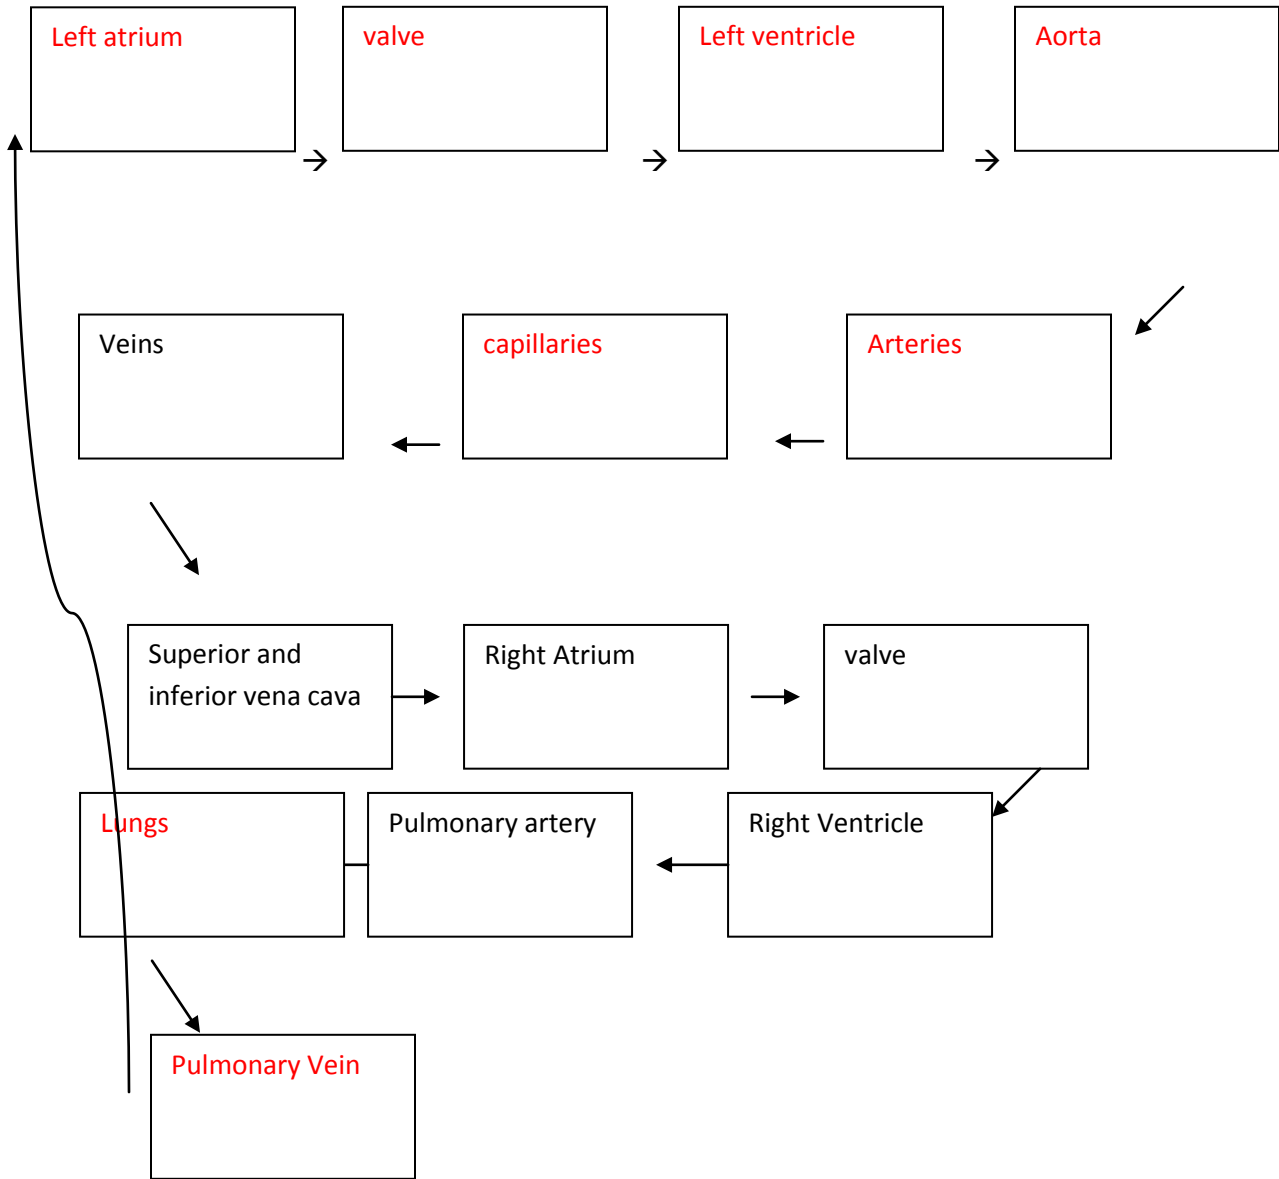 Left atrium
valve
Left ventricle
Aorta
Veins
capillaries
Arteries
Superior and
inferior vena cava
Right Atrium
valve
Lungs
Pulmonary artery
Right Ventricle
Pulmonary Vein